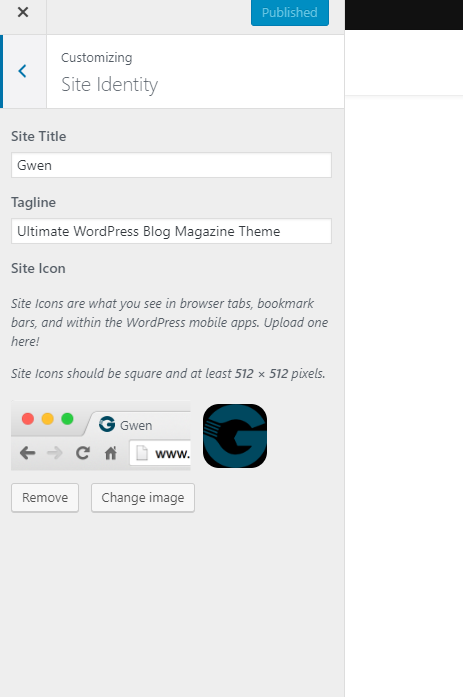 Published
Customizing
Site Identity
Site Title
Gwen
Tagline
Ultimate WordPress Blog Magazine Theme
Site Icon
Site Icons are what you see in browser tabs, bookmark
bars, and within the WordPress mobile apps. Upload one
here!
Site Icons should be square and at least 512 × 512 pixels.
Gwen
www.
Remove
Change image